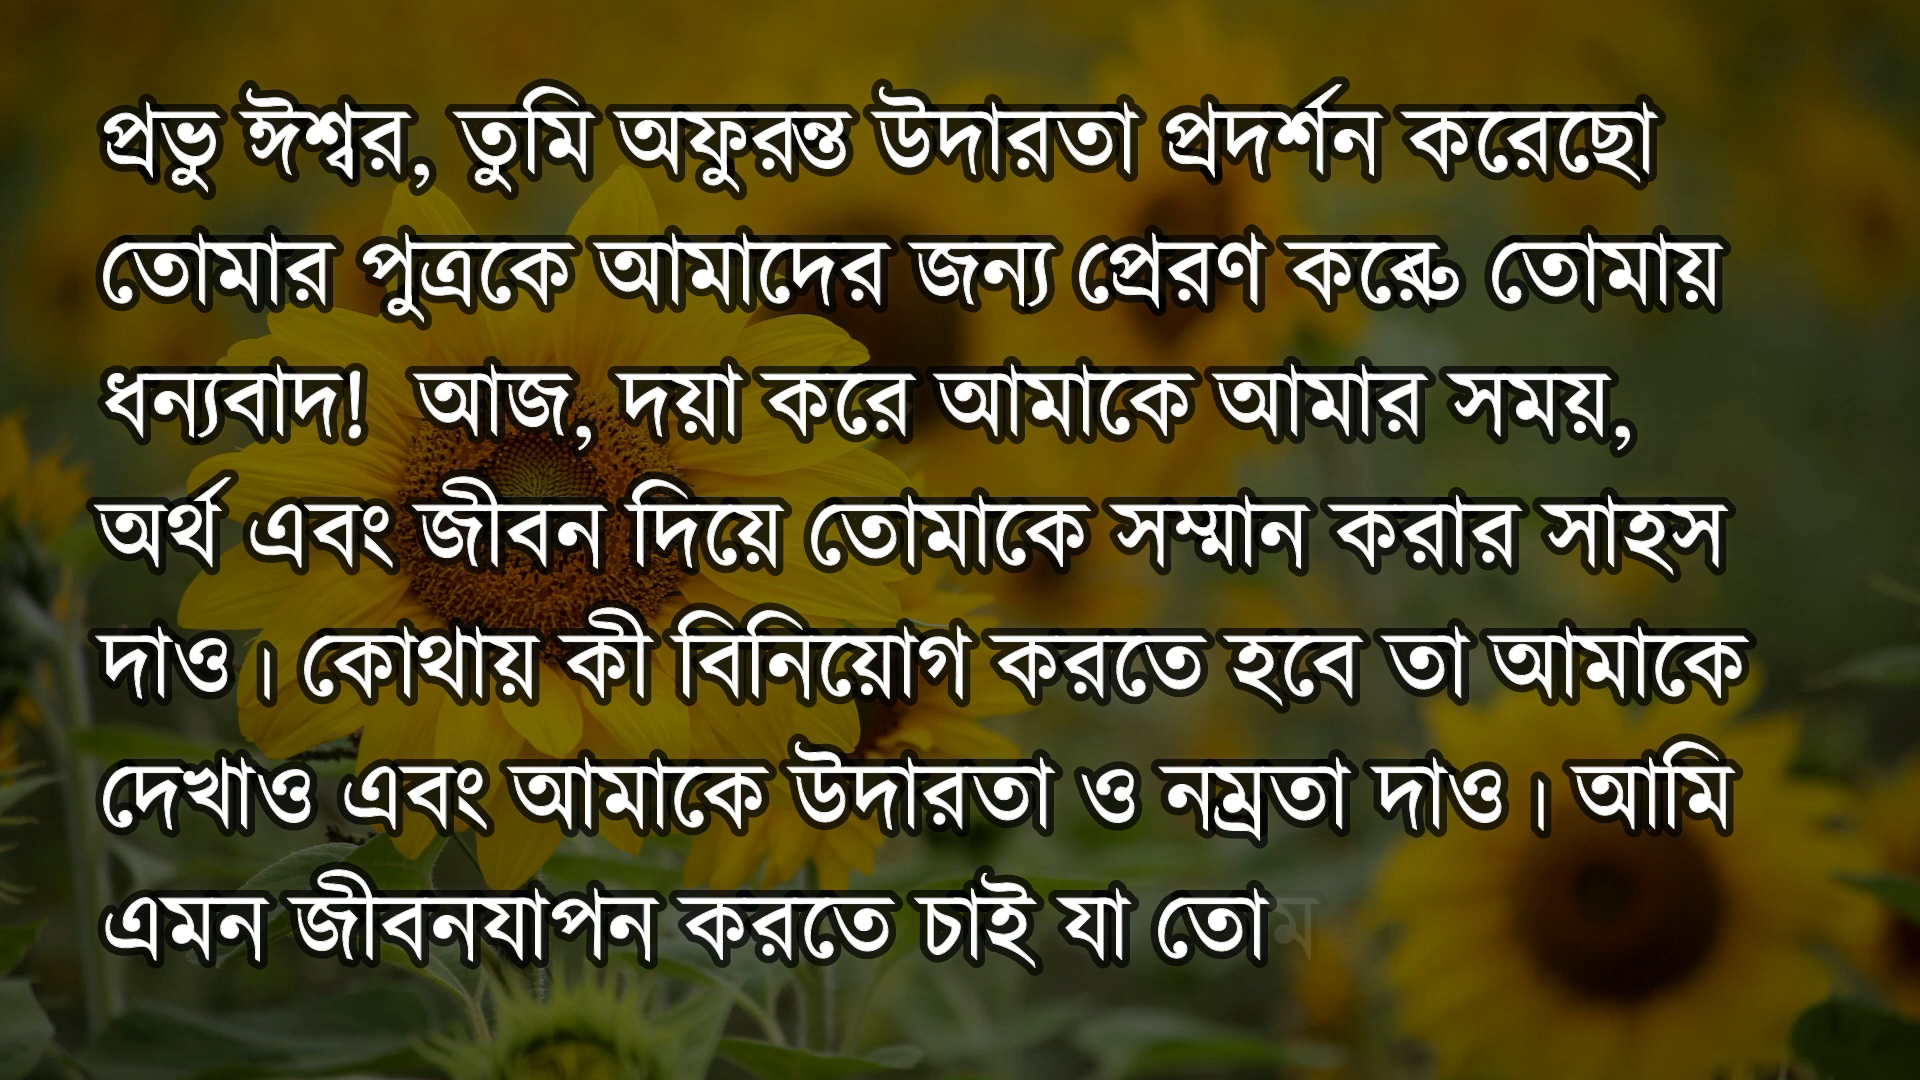 প্রভু ঈশ্বর, তুমি অফুরন্ত উদারতা প্রদর্শন করেছো
তোমার পুত্রকে আমাদের জন্য প্রেরণ তোমায়
ধন্যবাদ! আজ, দয়া করে আমাকে আমার সময়,
অর্থ এবং জীবন দিয়ে তোমাকে সম্মান করার সাহস
দাও। কোথায় কী বিনিয়োগ করতে হবে তা আমাকে
দেখাও এবং আমাকে উদারতা ও নম্রতা দাও। আমি
এমন জীবনযাপন করতে চাই যা তোম